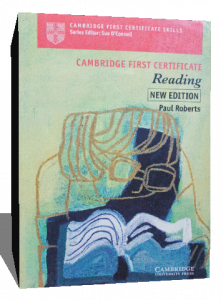 CAMBRIDGE FIRST CERTIFICATE SKILLS
Series Editor: Sue O'Connell
CAMBRIDGE FIRST CERTIFICATE
Reading
NEW EDITION
Paul Roberts
CAMBRIDGE
UNIVERSITY PRESS